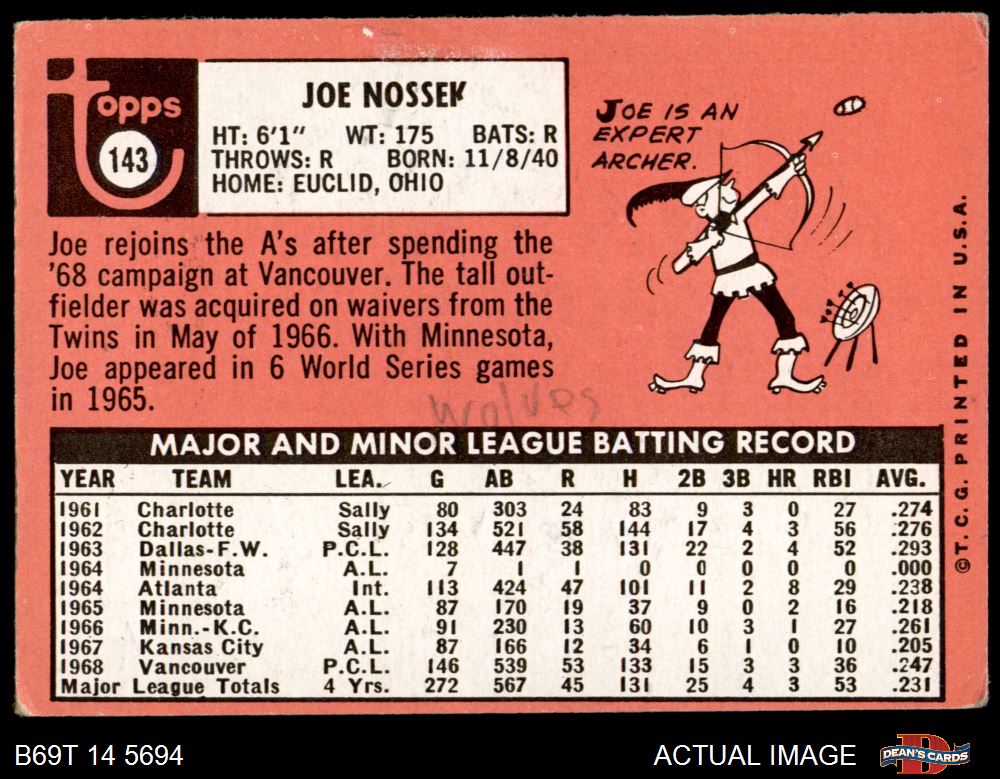 topps
143
JOE NOSSEK
HT: 6'1" WT: 175 BATS: R
THROWS: R BORN: 11/8/40
HOME: EUCLID, OHIO
JOE IS AN
EXPERT
ARCHER.
Joe rejoins the A's after spending the
'68 campaign at Vancouver. The tall out-
fielder was acquired on waivers from the
Twins in May of 1966. With Minnesota,
Joe appeared in 6 World Series games
in 1965.
Wolves
MAJOR AND MINOR LEAGUE BATTING RECORD
YEAR TEAM LEA. G AB R H 2B 3B HR RBI AVG.
1961 Charlotte Sally 80 303 24 83 9 3 0 27 .274
1962 Charlotte Sally 134 521 58 144 17 4 3 56 .276
1963 Dallas-F.W. P.C.L. 128 447 38 131 22 2 4 52 .293
1964 Minnesota A.L. 7 1 1 0 0 0 0 0 .000
1964 Atlanta Int. 113 424 47 101 11 2 8 29 .238
1965 Minnesota A.L. 87 170 19 37 9 0 2 16 .218
1966 Minn.-K.C. A.L. 91 230 13 60 10 3 1 27 .261
1967 Kansas City A.L. 87 166 12 34 6 1 0 10 .205
1968 Vancouver P.C.L. 146 539 53 133 15 3 3 36 .247
Major League Totals 4 Yrs. 272 567 45 131 25 4 3 53 .231
©T.C.G. PRINTED IN U.S.A.
B69T 14 5694
ACTUAL IMAGE
DEAN'S CARDS